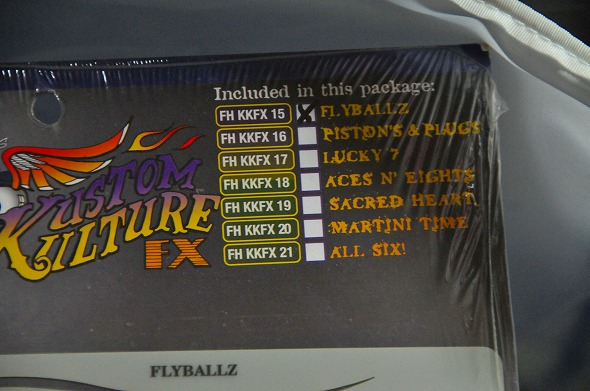 Included in this package:
FH KKFX 15 FLYBALLZ
FH KKFX 16 PISTON'S & PLUGS
FH KKFX 17 LUCKY 7
FH KKFX 18 ACES N' EIGHTS
FH KKFX 19 SACRED HEART
FH KKFX 20 MARTINI TIME
FH KKFX 21 ALL SIX!
KUSTOM
KULTURE
FX
FLYBALLZ